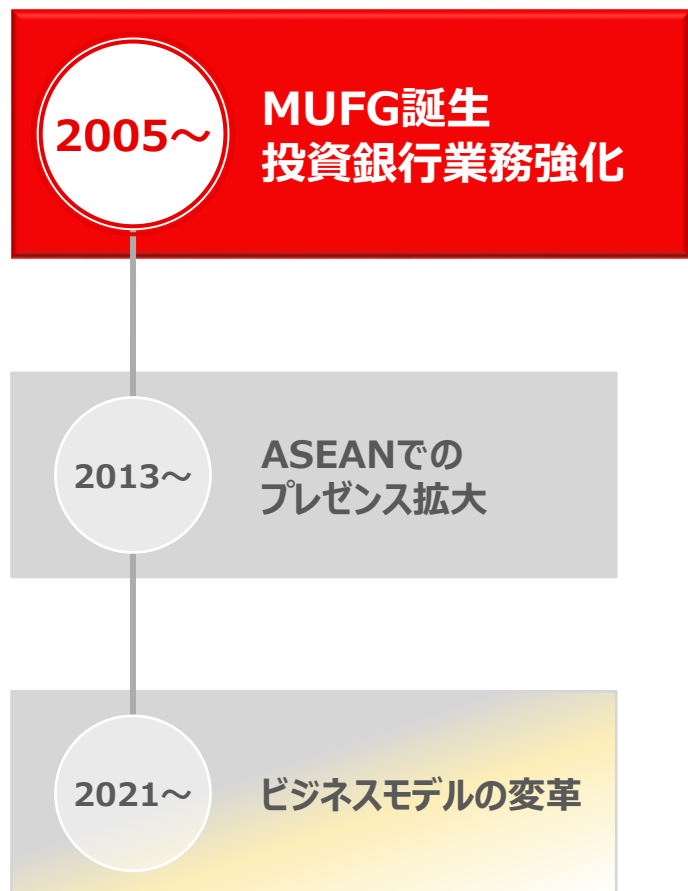 2005～
MUFG誕生
投資銀行業務強化
2013～
ASEANでの
プレゼンス拡大
2021～
ビジネスモデルの変革